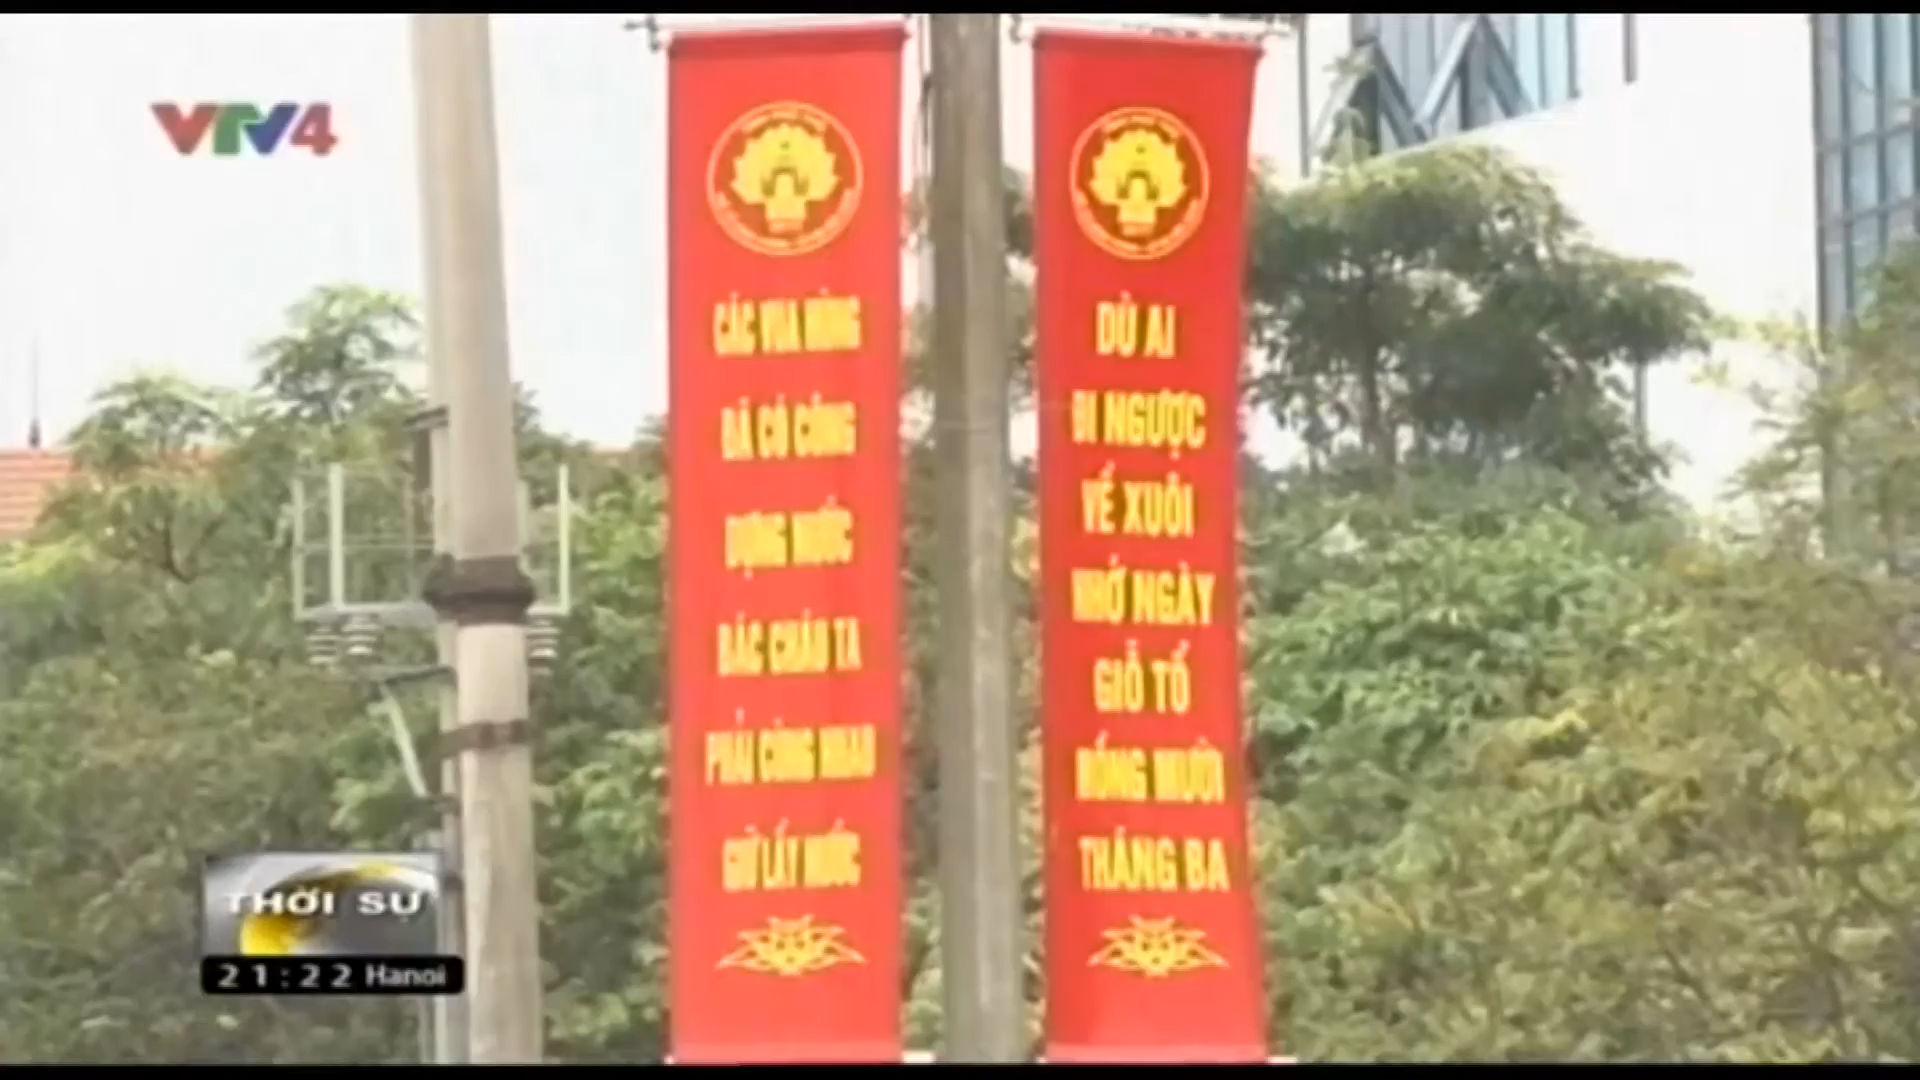 VTV4
CÁC VUA HÙNG
ĐÃ CÓ CÔNG
DỰNG NƯỚC
BÁC CHÁU TA
PHẢI CÙNG NHAU
GIỮ LẤY NƯỚC
DÙ AI
ĐI NGƯỢC
VỀ XUÔI
NHỚ NGÀY
GIỖ TỔ
MỒNG MƯỜI
THÁNG BA
THỜI SỰ
21:22 Hanoi